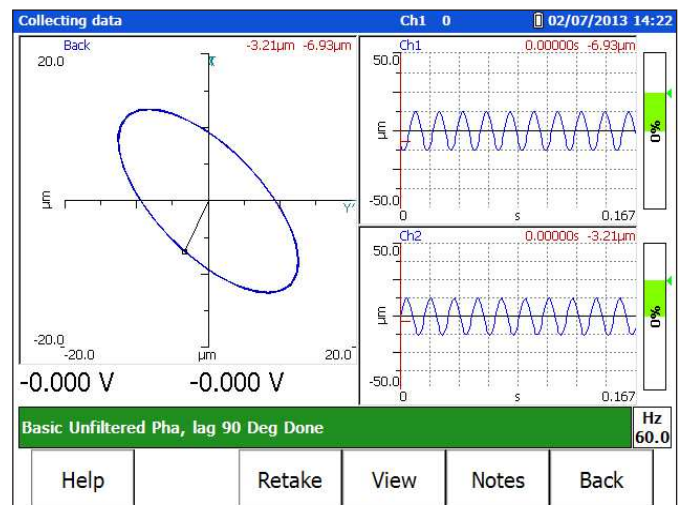 Collecting data Ch1 0 02/07/2013 14:22
Back -3.21µm -6.93µm
20.0
X
µm
Y'
-20.0
-20.0 µm 20.0
-0.000 V -0.000 V
Ch1 0.00000s -6.93µm
50.0
µm
-50.0
0 s 0.167
0%
Ch2 0.00000s -3.21µm
50.0
µm
-50.0
0 s 0.167
0%
Basic Unfiltered Pha, lag 90 Deg Done
Hz
60.0
Help Retake View Notes Back